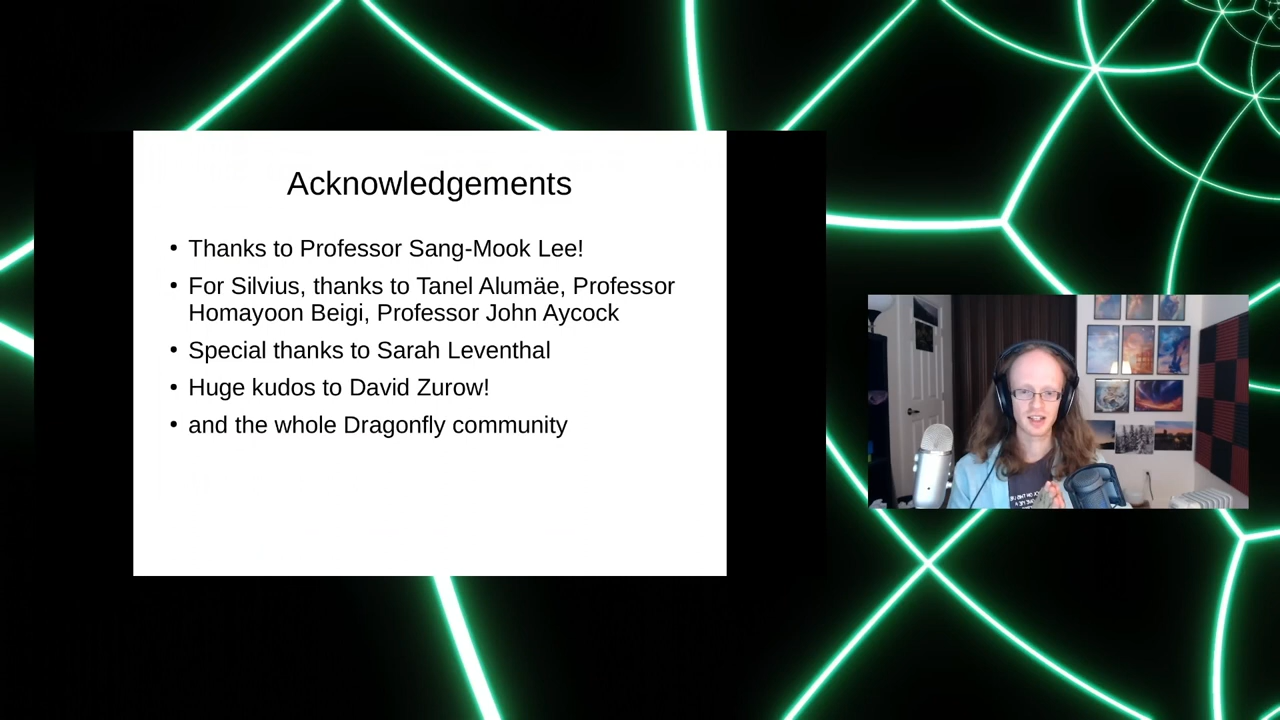 Acknowledgements
• Thanks to Professor Sang-Mook Lee!
• For Silvius, thanks to Tanel Alumäe, Professor
Homayoon Beigi, Professor John Aycock
• Special thanks to Sarah Leventhal
• Huge kudos to David Zurow!
• and the whole Dragonfly community